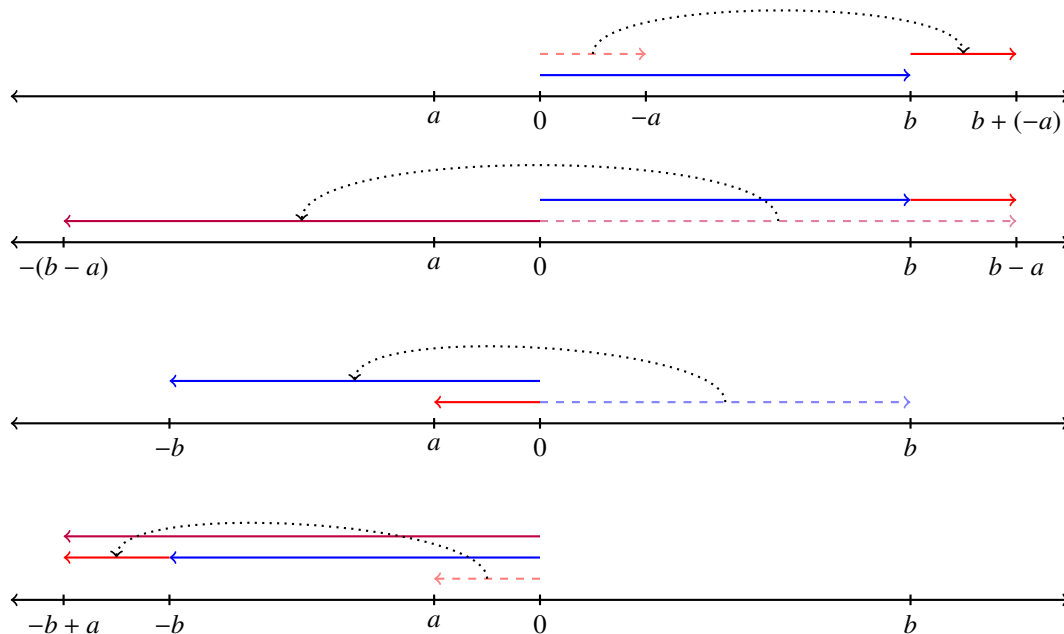 a 0 −a b b + (−a)
−(b − a) a 0 b b − a
−b a 0 b
−b + a −b a 0 b